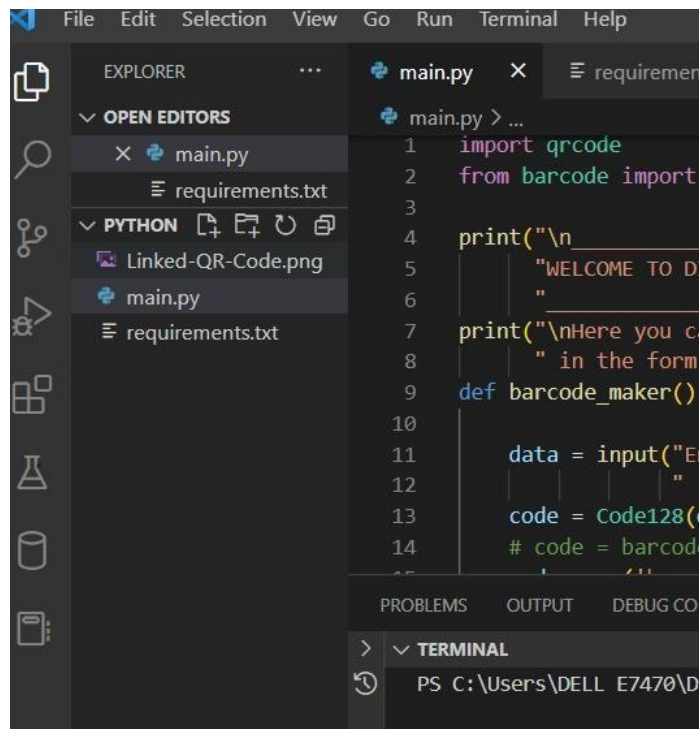 File Edit Selection View Go Run Terminal Help
EXPLORER ...
OPEN EDITORS
main.py
requirements.txt
PYTHON
Linked-QR-Code.png
main.py
requirements.txt
main.py
main.py > ...
1 import qrcode
2 from barcode import
3
4 print("\n__________
5 "WELCOME TO
6 "__________
7 print("\nHere you
8 " in the form
9 def barcode_maker()
10
11 data = input("
12 "
13 code = Code128(
14 # code =
PROBLEMS OUTPUT DEBUG
TERMINAL
PS C:\Users\DELL E7470\